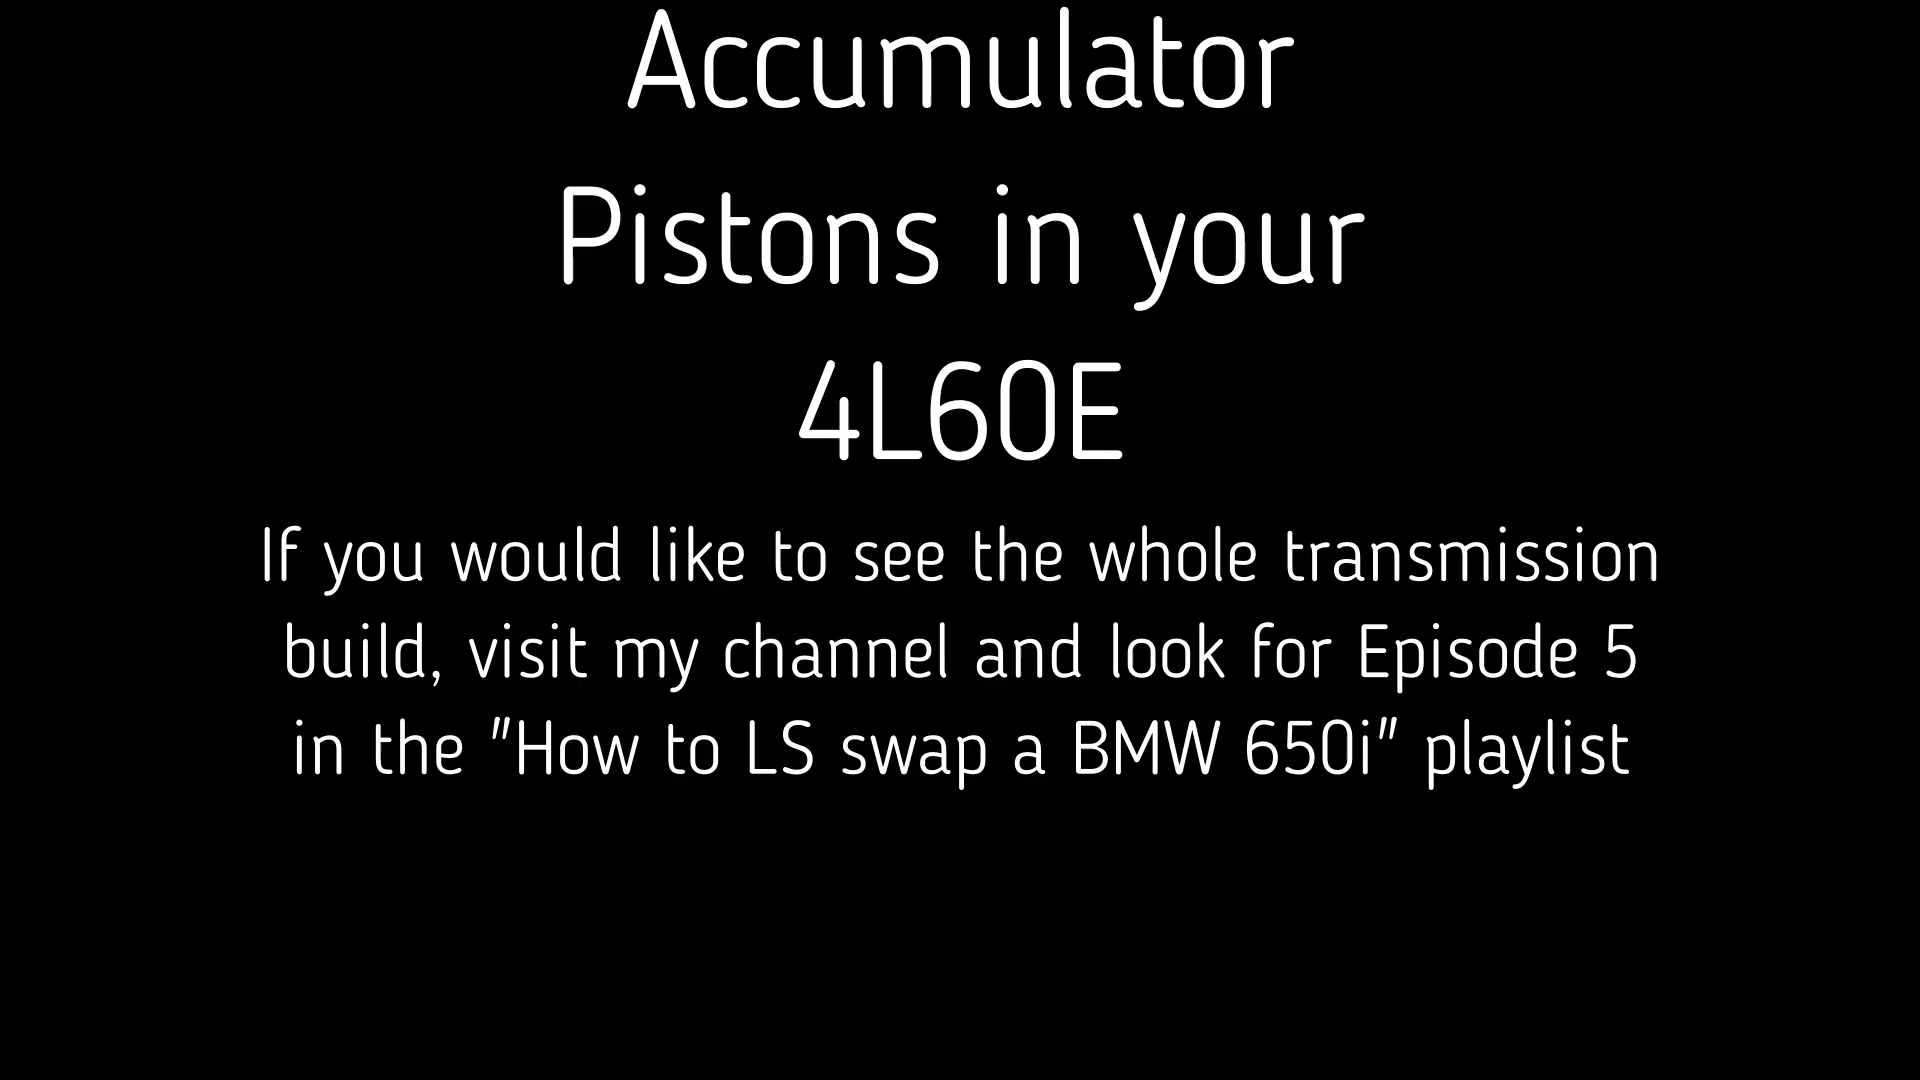 Accumulator
Pistons in your
4L60E
If you would like to see the whole transmission
build, visit my channel and look for Episode 5
in the "How to LS swap a BMW 650i" playlist